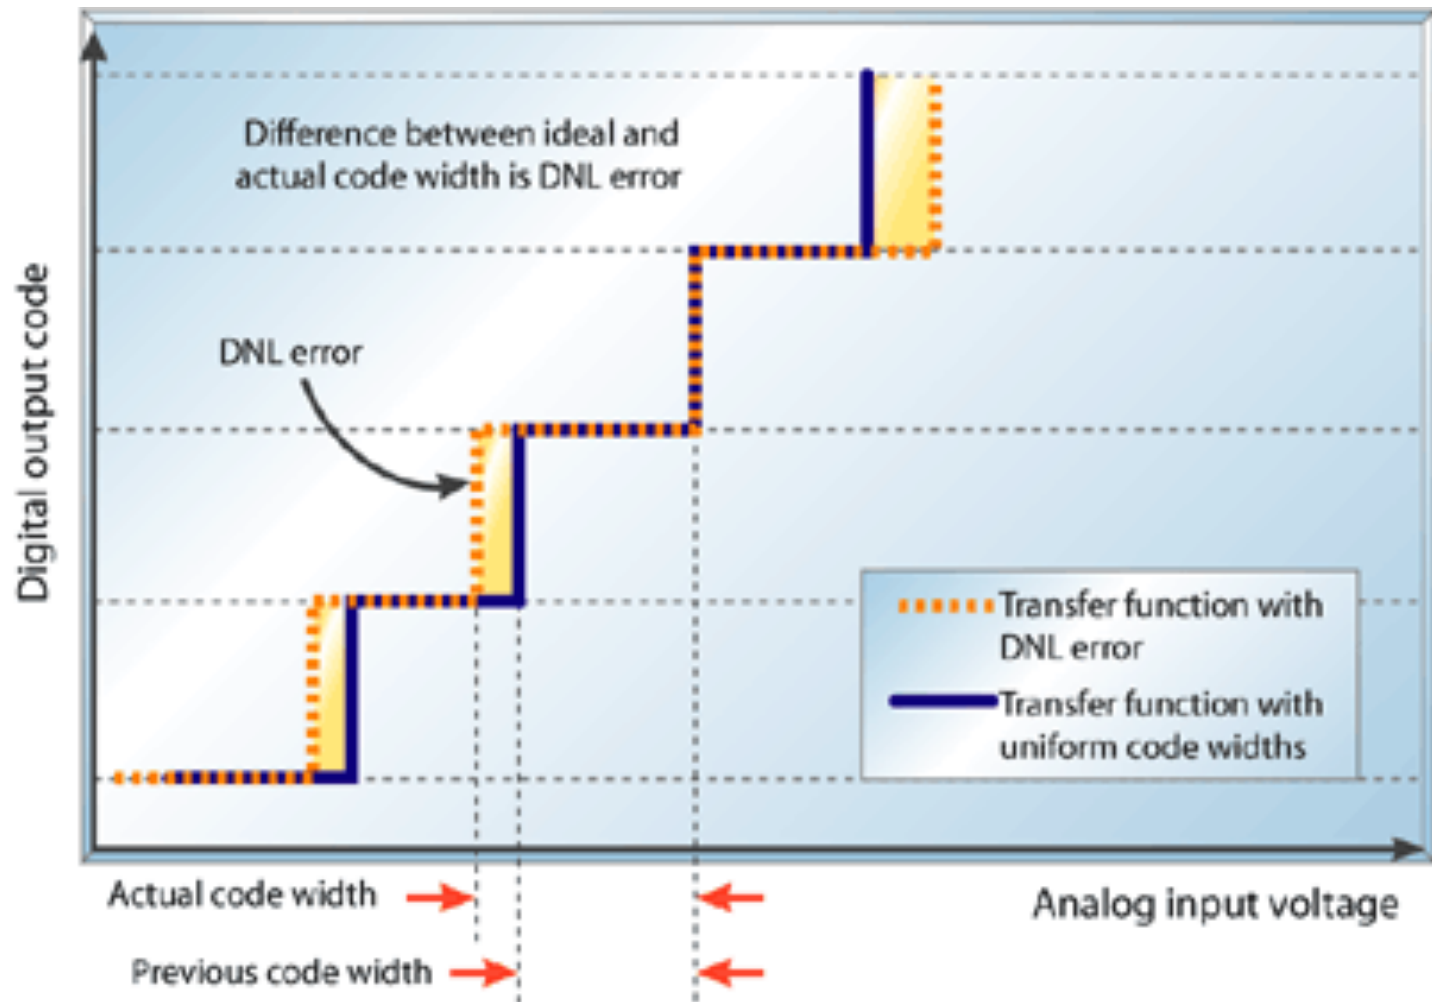 Difference between ideal and
actual code width is DNL error
DNL error
Digital output code
Transfer function with
DNL error
Transfer function with
uniform code widths
Actual code width
Analog input voltage
Previous code width